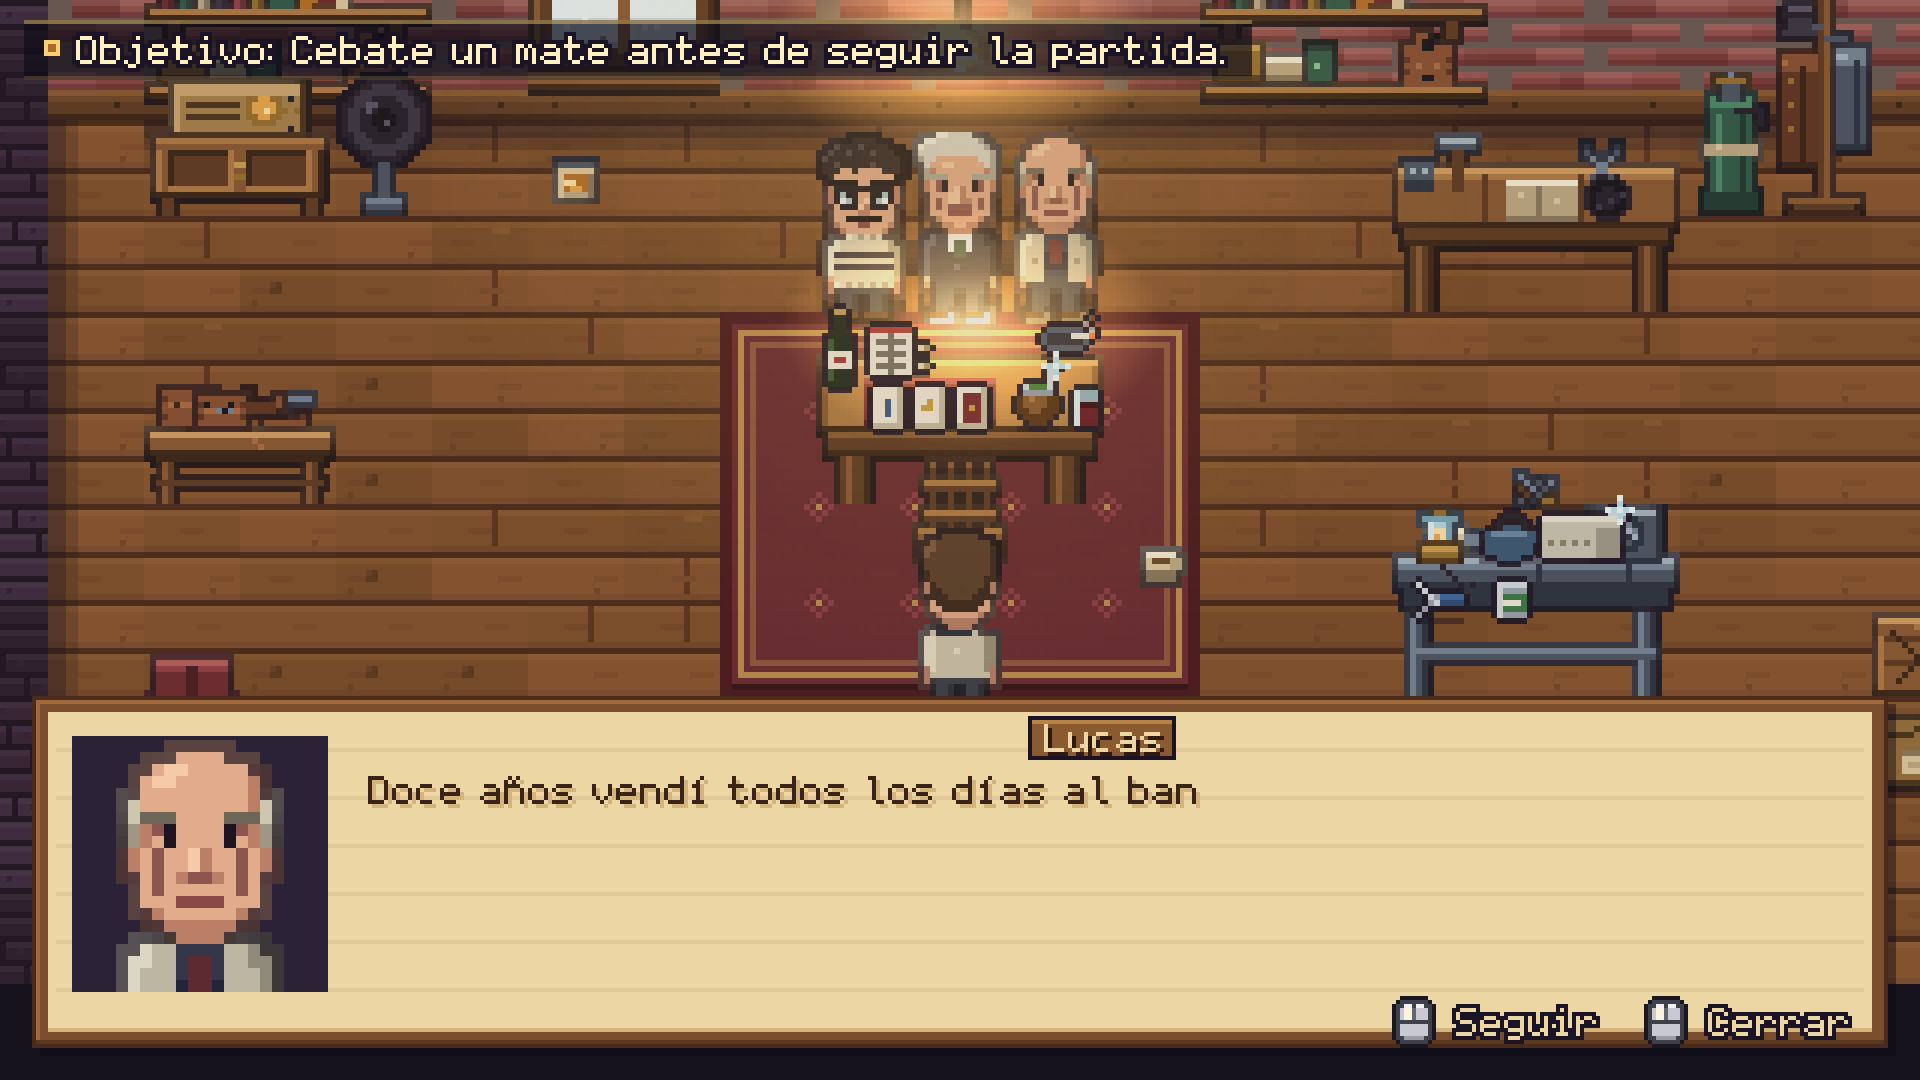 Objetivo: Cebate un mate antes de seguir la partida.
Lucas
Doce años vendí todos los días al ban
Seguir
Cerrar